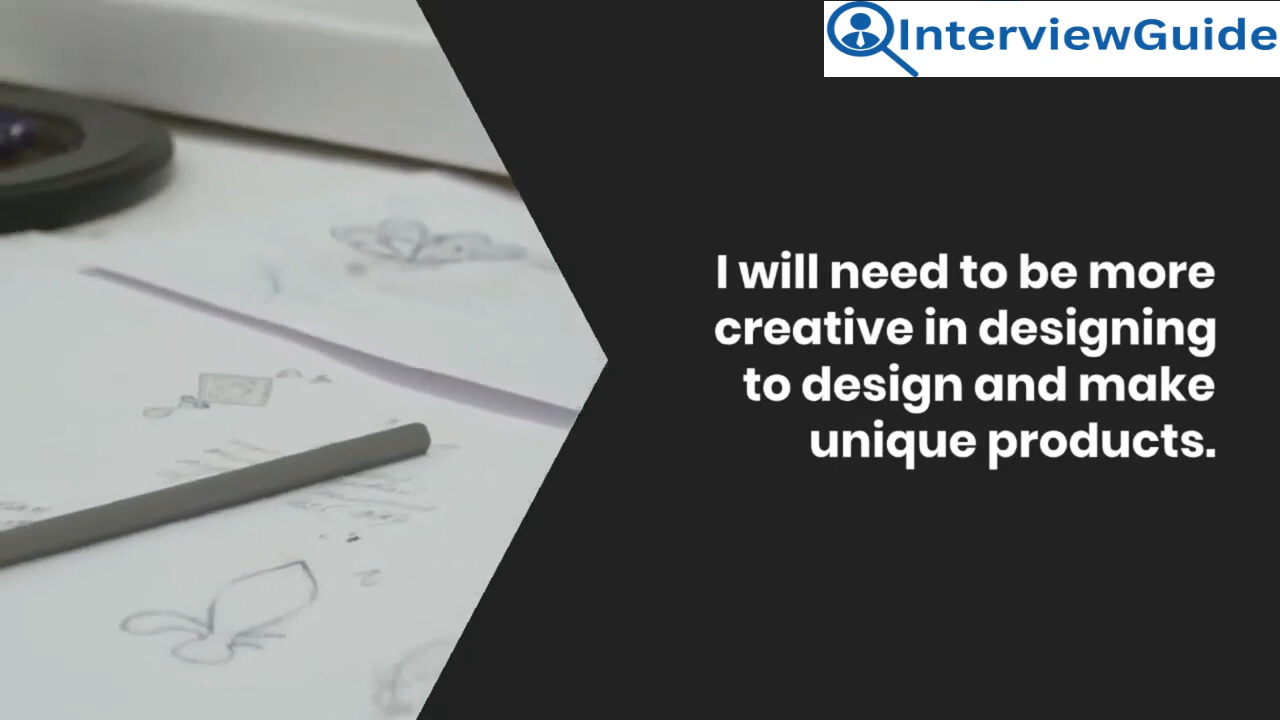 InterviewGuide
I will need to be more
creative in designing
to design and make
unique products.